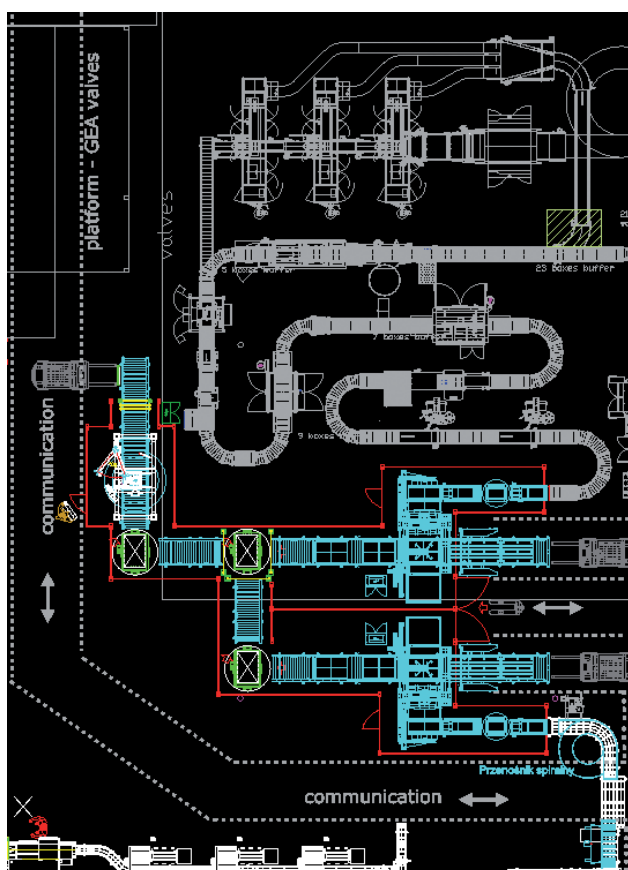 platform - GEA valves
valves
5 boxes buffer
23 boxes buffer
7 boxes buffer
9 boxes
communication
Przenośnik spiralny
communication